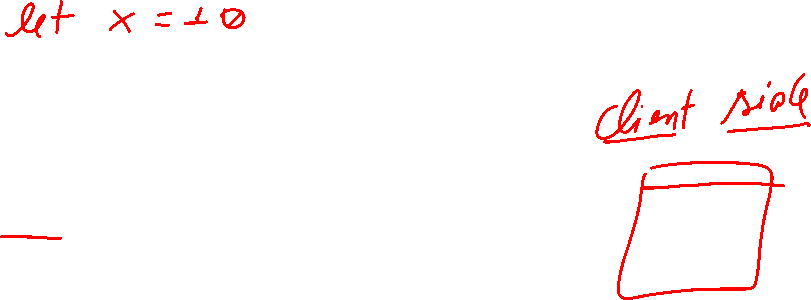 let x = 10
client side